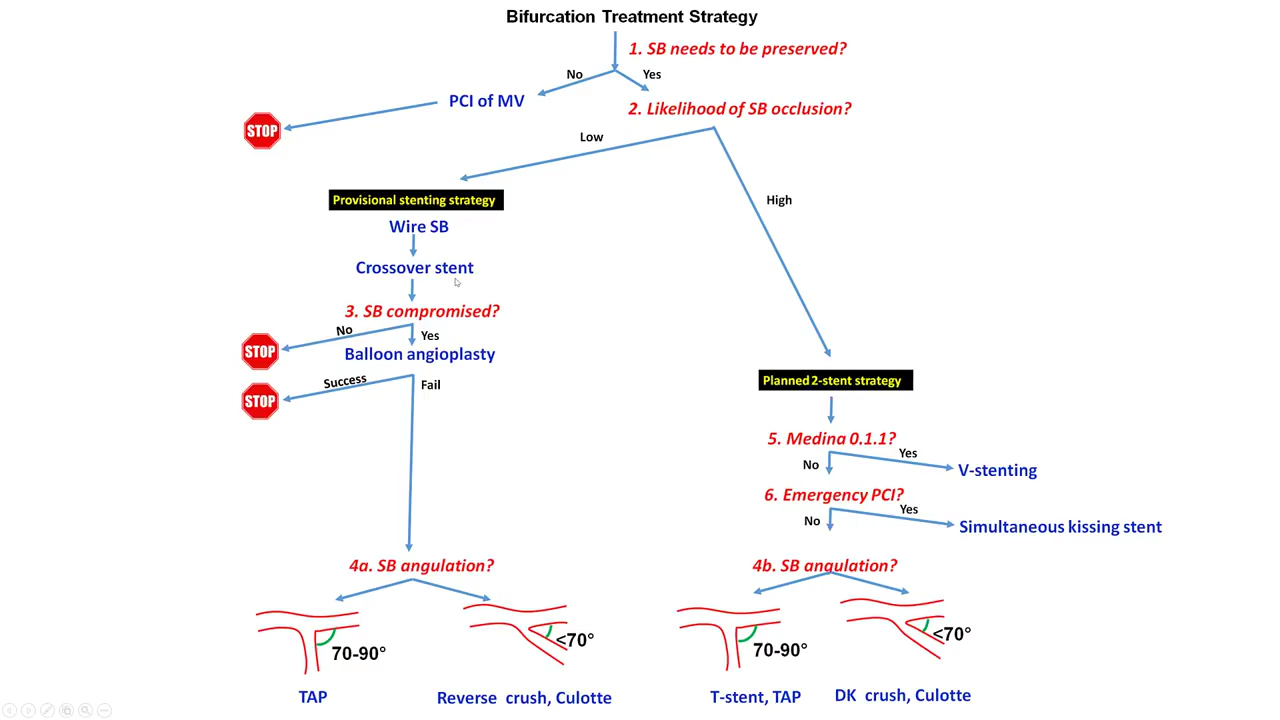 Bifurcation Treatment Strategy
1. SB needs to be preserved?
No
Yes
PCI of MV
2. Likelihood of SB occlusion?
STOP
Low
High
Provisional stenting strategy
Wire SB
Crossover stent
3. SB compromised?
No
Yes
STOP
Balloon angioplasty
Success
Fail
STOP
Planned 2-stent strategy
5. Medina 0.1.1?
No
Yes
V-stenting
6. Emergency PCI?
No
Yes
Simultaneous kissing stent
4a. SB angulation?
4b. SB angulation?
70-90°
<70°
70-90°
<70°
TAP
Reverse crush, Culotte
T-stent, TAP
DK crush, Culotte